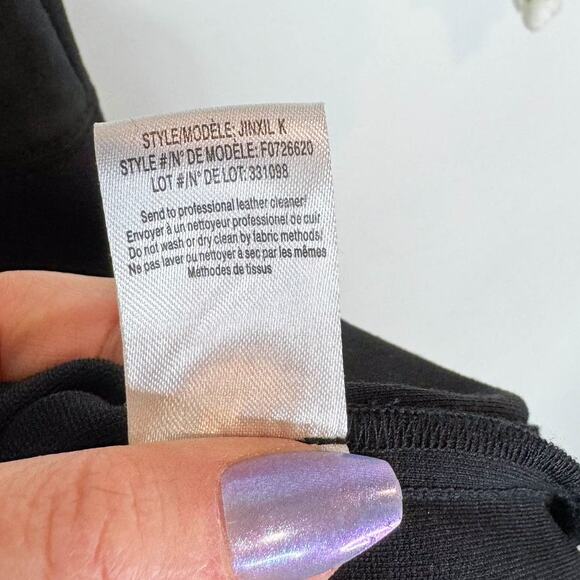 STYLE/MODÈLE: JINXIL K
STYLE #/N° DE MODÈLE: F0726620
LOT #/N° DE LOT: 331098
Send to professional leather cleaner/
Envoyer à un nettoyeur professionel de cuir
Do not wash or dry clean by fabric methods/
Ne pas laver ou nettoyer à sec par les mêmes
Méthodes de tissus